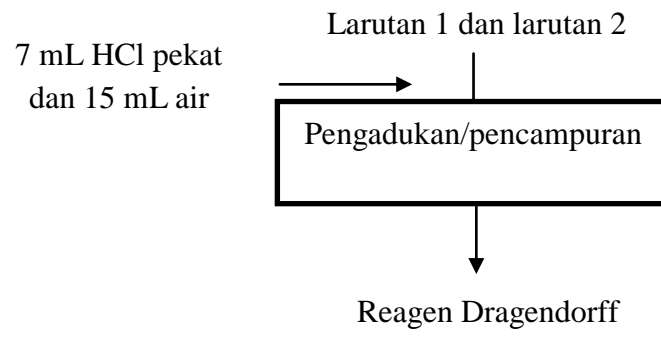 Larutan 1 dan larutan 2
7 mL HCl pekat
dan 15 mL air
Pengadukan/pencampuran
Reagen Dragendorff